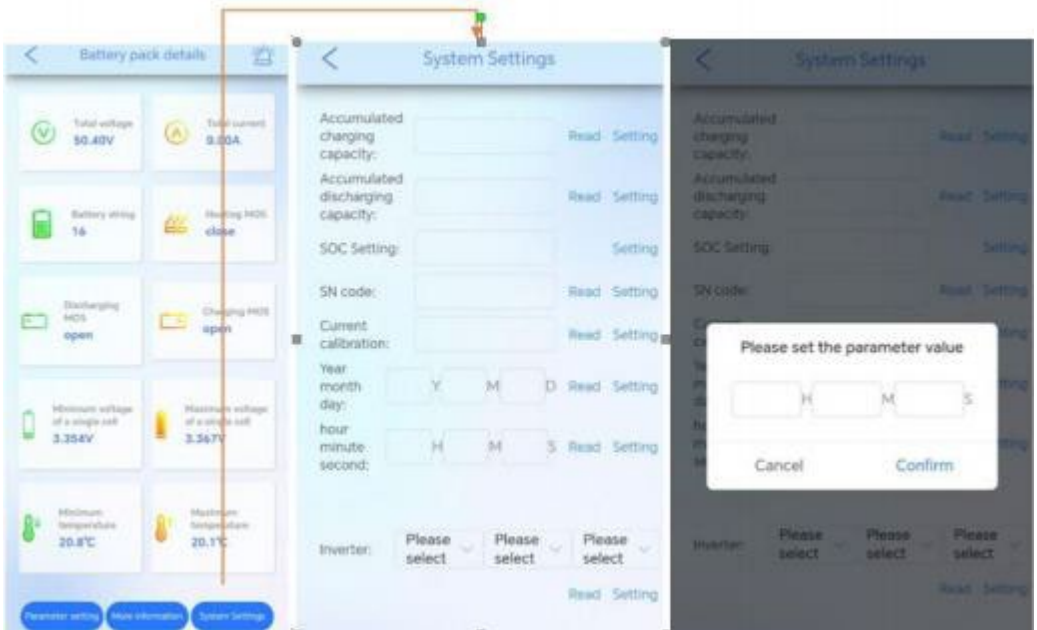 Battery pack details
Total voltage
50.40V
Total current
0.00A
Battery string
16
Heating MOS
close
Discharging
MOS
open
Charging MOS
open
Minimum voltage
of a single cell
3.354V
Maximum voltage
of a single cell
3.367V
Minimum
temperature
20.8℃
Maximum
temperature
20.1℃
Parameter setting
More information
System Settings
System Settings
Accumulated
charging
capacity:
Read Setting
Accumulated
discharging
capacity:
Read Setting
SOC Setting:
Setting
SN code:
Read Setting
Current
calibration:
Read Setting
Year
month
day:
Y M D Read Setting
hour
minute
second:
H M S Read Setting
Inverter:
Please
select
Please
select
Please
select
Read Setting
System Settings
Accumulated
charging
capacity:
Read Setting
Accumulated
discharging
capacity:
Read Setting
SOC Setting:
Setting
SN code:
Read Setting
Please set the parameter value
H M S
Cancel Confirm
Inverter:
Please
select
Please
select
Please
select
Read Setting